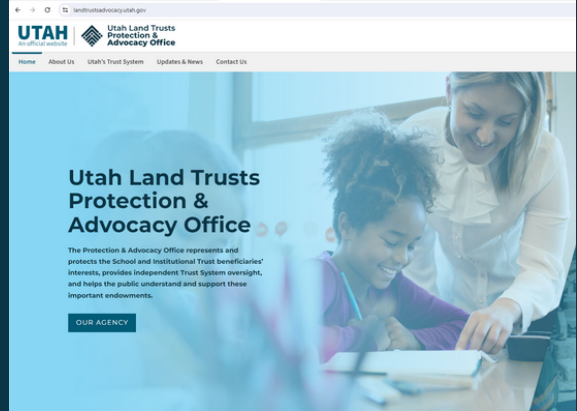 landtrustsadvocacy.utah.gov
UTAH
An official website
Utah Land Trusts
Protection &
Advocacy Office
Home About Us Utah's Trust System Updates & News Contact Us
Utah Land Trusts
Protection &
Advocacy Office
The Protection & Advocacy Office represents and
protects the School and Institutional Trust beneficiaries'
interests, provides independent Trust System oversight,
and helps the public understand and support these
important endowments.
OUR AGENCY